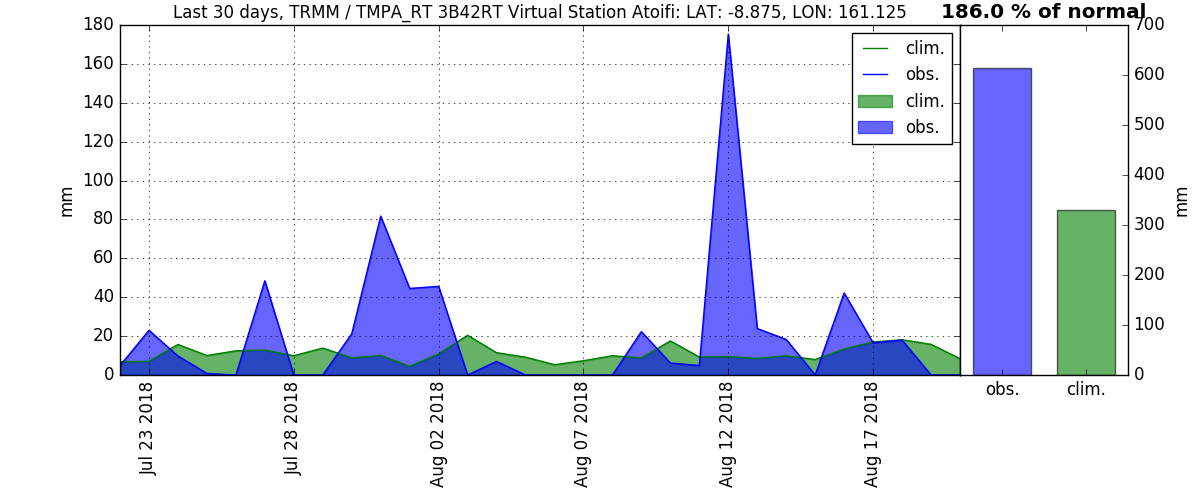 Last 30 days, TRMM / TMPA_RT 3B42RT Virtual Station Atoifi: LAT: -8.875, LON: 161.125
186.0 % of normal
180
160
140
120
100
80
60
40
20
0
mm
clim.
obs.
clim.
obs.
Jul 23 2018
Jul 28 2018
Aug 02 2018
Aug 07 2018
Aug 12 2018
Aug 17 2018
700
600
500
400
300
200
100
0
mm
obs.
clim.